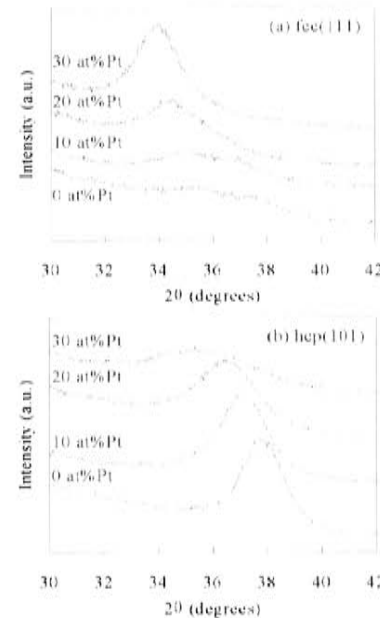 (a) fcc(111)
30 at%Pt
20 at%Pt
10 at%Pt
0 at%Pt
Intensity (a.u.)
30 32 34 36 38 40 42
2θ (degrees)
(b) hcp(101)
30 at%Pt
20 at%Pt
10 at%Pt
0 at%Pt
Intensity (a.u.)
30 32 34 36 38 40 42
2θ (degrees)